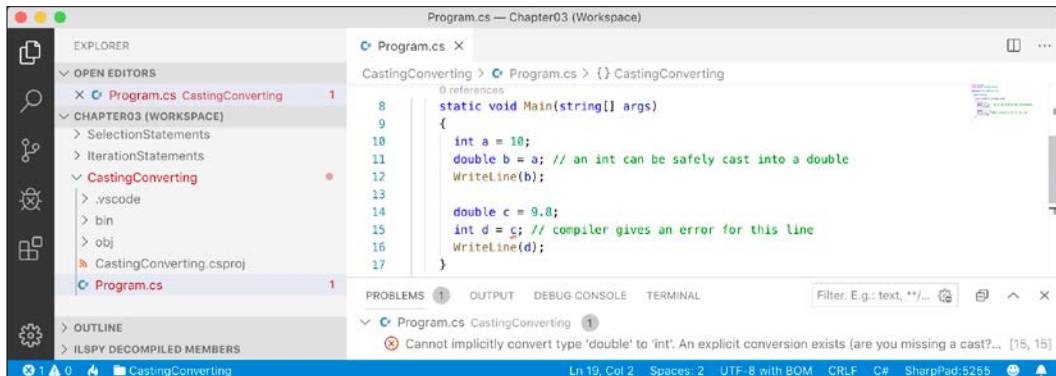 Program.cs — Chapter03 (Workspace)
EXPLORER
OPEN EDITORS
Program.cs CastingConverting 1
CHAPTER03 (WORKSPACE)
SelectionStatements
IterationStatements
CastingConverting
.vscode
bin
obj
CastingConverting.csproj
Program.cs 1
OUTLINE
ILSPY DECOMPILED MEMBERS
Program.cs
CastingConverting > Program.cs > {} CastingConverting
0 references
8 static void Main(string[] args)
9 {
10 int a = 10;
11 double b = a; // an int can be safely cast into a double
12 WriteLine(b);
13
14 double c = 9.8;
15 int d = c; // compiler gives an error for this line
16 WriteLine(d);
17 }
PROBLEMS 1 OUTPUT DEBUG CONSOLE TERMINAL Filter. E.g.: text, **/...
Program.cs CastingConverting 1
Cannot implicitly convert type 'double' to 'int'. An explicit conversion exists (are you missing a cast?... [15, 15]
1 0 CastingConverting Ln 19, Col 2 Spaces: 2 UTF-8 with BOM CRLF C# SharpPad:5255